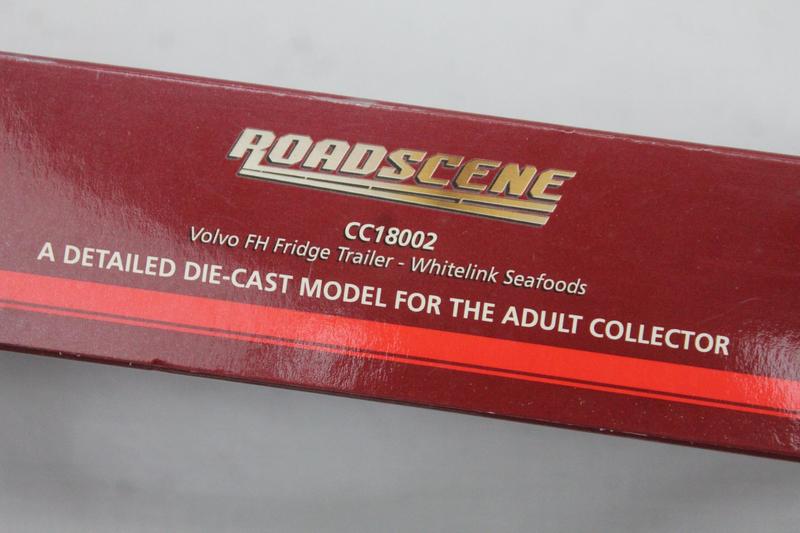 ROADSCENE
CC18002
Volvo FH Fridge Trailer - Whitelink Seafoods
A DETAILED DIE-CAST MODEL FOR THE ADULT COLLECTOR